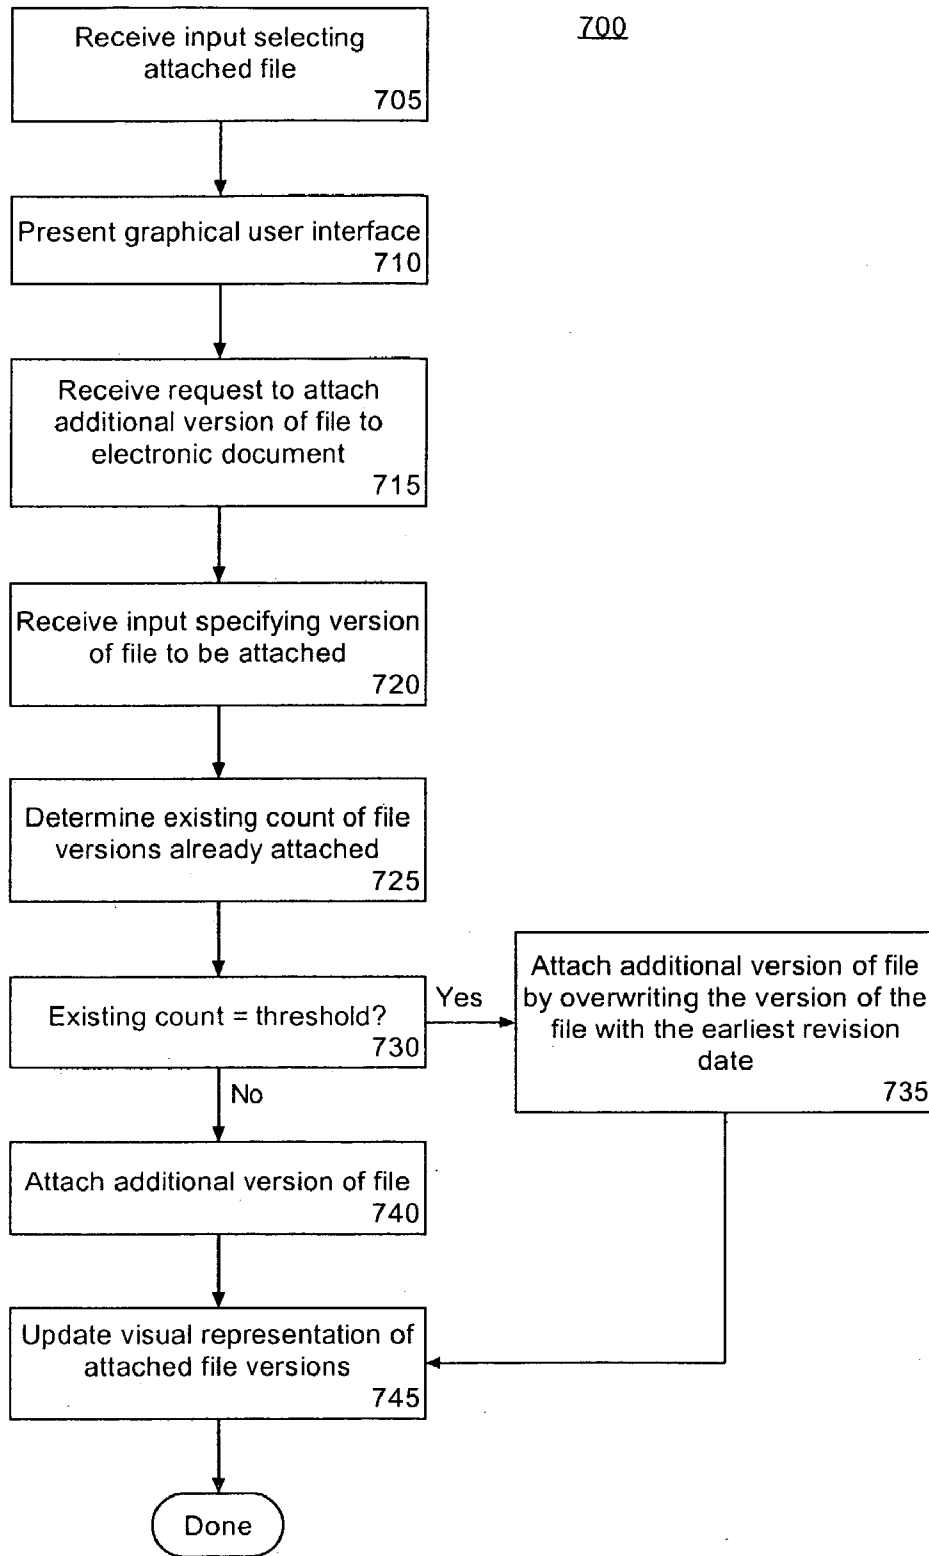 700
Receive input selecting
attached file
705
Present graphical user interface
710
Receive request to attach
additional version of file to
electronic document
715
Receive input specifying version
of file to be attached
720
Determine existing count of file
versions already attached
725
Existing count = threshold?
730
Yes
Attach additional version of file
by overwriting the version of the
file with the earliest revision
date
735
No
Attach additional version of file
740
Update visual representation of
attached file versions
745
Done